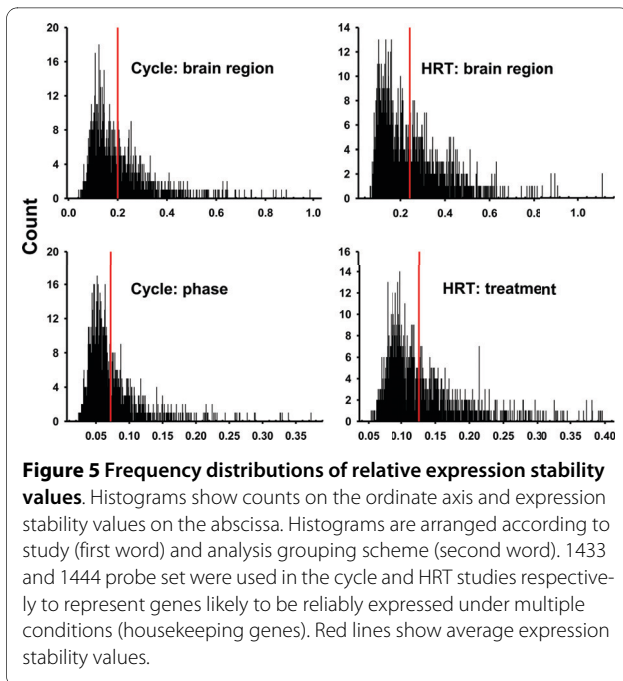 20
16
12
8
4
0
0.0 0.2 0.4 0.6 0.8 1.0
Cycle: brain region
14
12
10
8
6
4
2
0
0.2 0.4 0.6 0.8 1.0
HRT: brain region
Count
20
16
12
8
4
0
0.05 0.10 0.15 0.20 0.25 0.30 0.35
Cycle: phase
16
14
12
10
8
6
4
2
0
0.05 0.10 0.15 0.20 0.25 0.30 0.35 0.40
HRT: treatment
Figure 5 Frequency distributions of relative expression stability
values. Histograms show counts on the ordinate axis and expression
stability values on the abscissa. Histograms are arranged according to
study (first word) and analysis grouping scheme (second word). 1433
and 1444 probe set were used in the cycle and HRT studies respective-
ly to represent genes likely to be reliably expressed under multiple
conditions (housekeeping genes). Red lines show average expression
stability values.